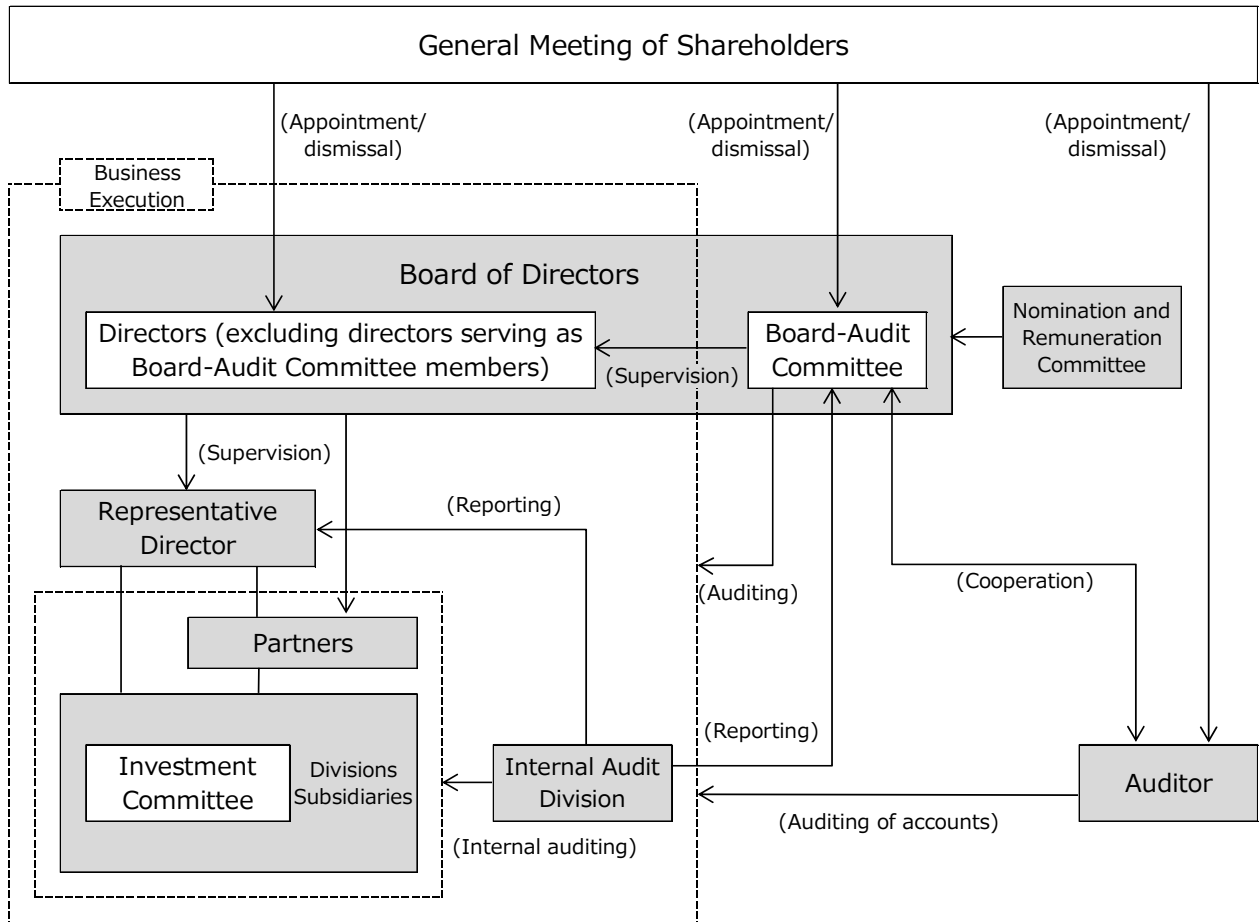 General Meeting of Shareholders
(Appointment/
dismissal)
(Appointment/
dismissal)
(Appointment/
dismissal)
Business
Execution
Board of Directors
Directors (excluding directors serving as
Board-Audit Committee members)
(Supervision)
Board-Audit
Committee
Nomination and
Remuneration
Committee
(Supervision)
Representative
Director
(Reporting)
(Auditing)
(Cooperation)
Partners
(Reporting)
Investment
Committee
Divisions
Subsidiaries
Internal Audit
Division
Auditor
(Internal auditing)
(Auditing of accounts)